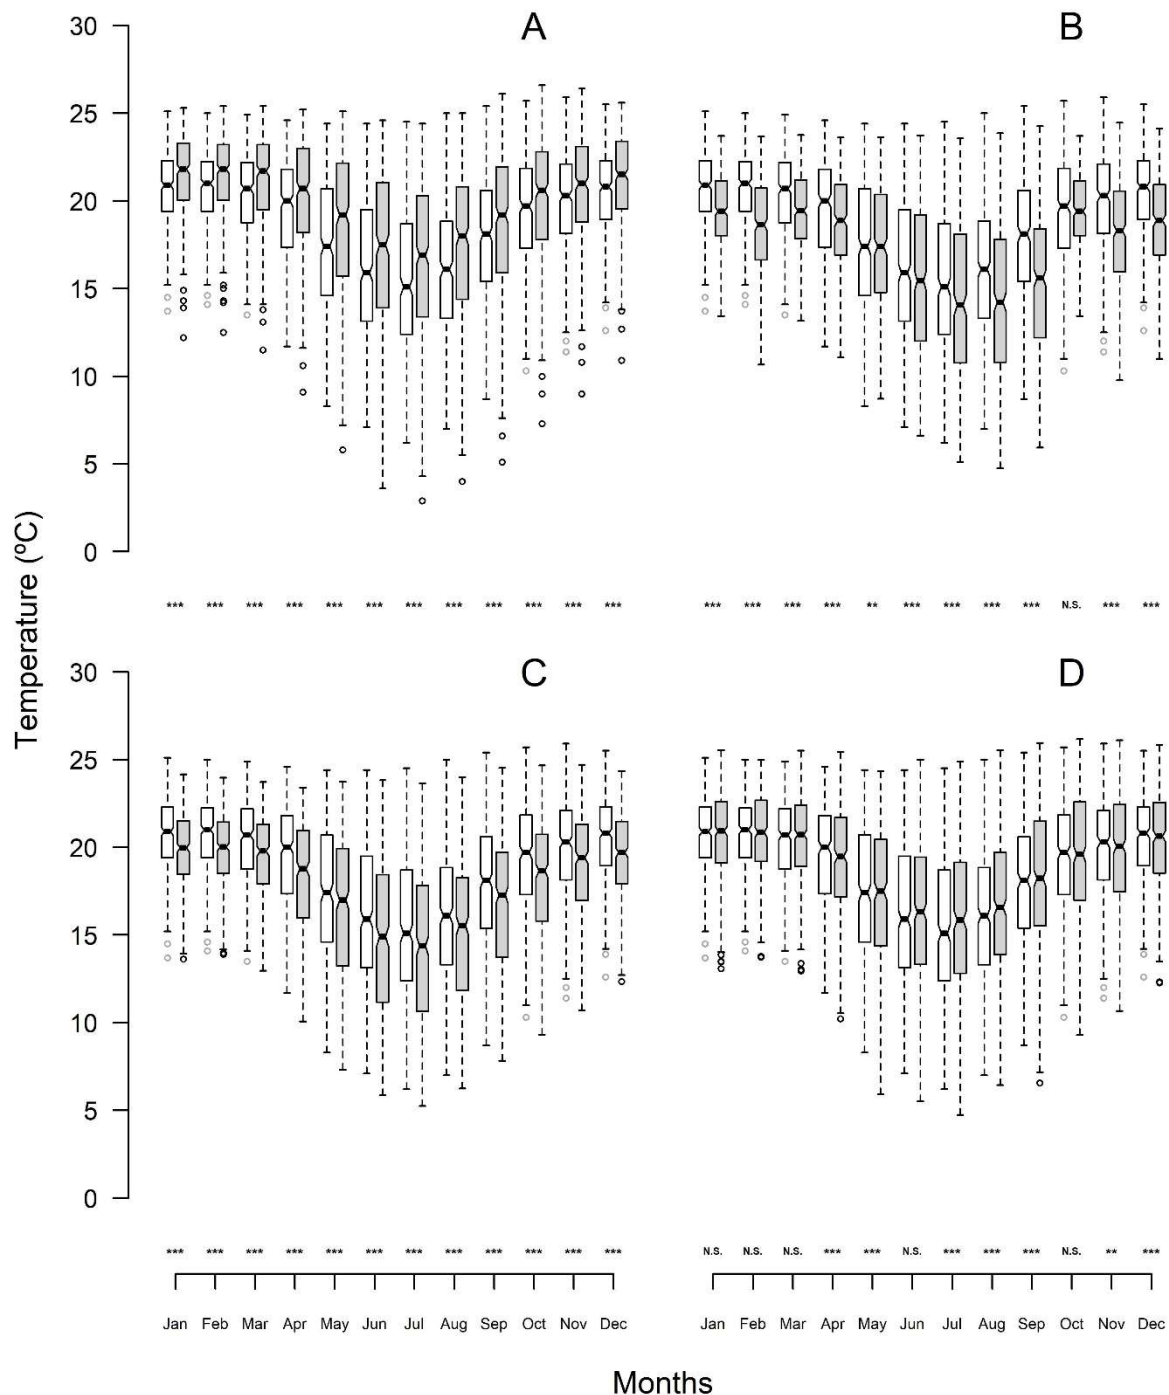 A
B
30
25
20
15
10
5
0
*** *** *** *** *** *** *** *** *** *** *** ***
*** *** *** *** ** *** *** *** *** N.S. *** ***
Temperature (ºC)
C
D
30
25
20
15
10
5
0
*** *** *** *** *** *** *** *** *** *** *** ***
N.S. N.S. N.S. *** *** N.S. *** *** *** N.S. ** ***
Jan Feb Mar Apr May Jun Jul Aug Sep Oct Nov Dec
Jan Feb Mar Apr May Jun Jul Aug Sep Oct Nov Dec
Months